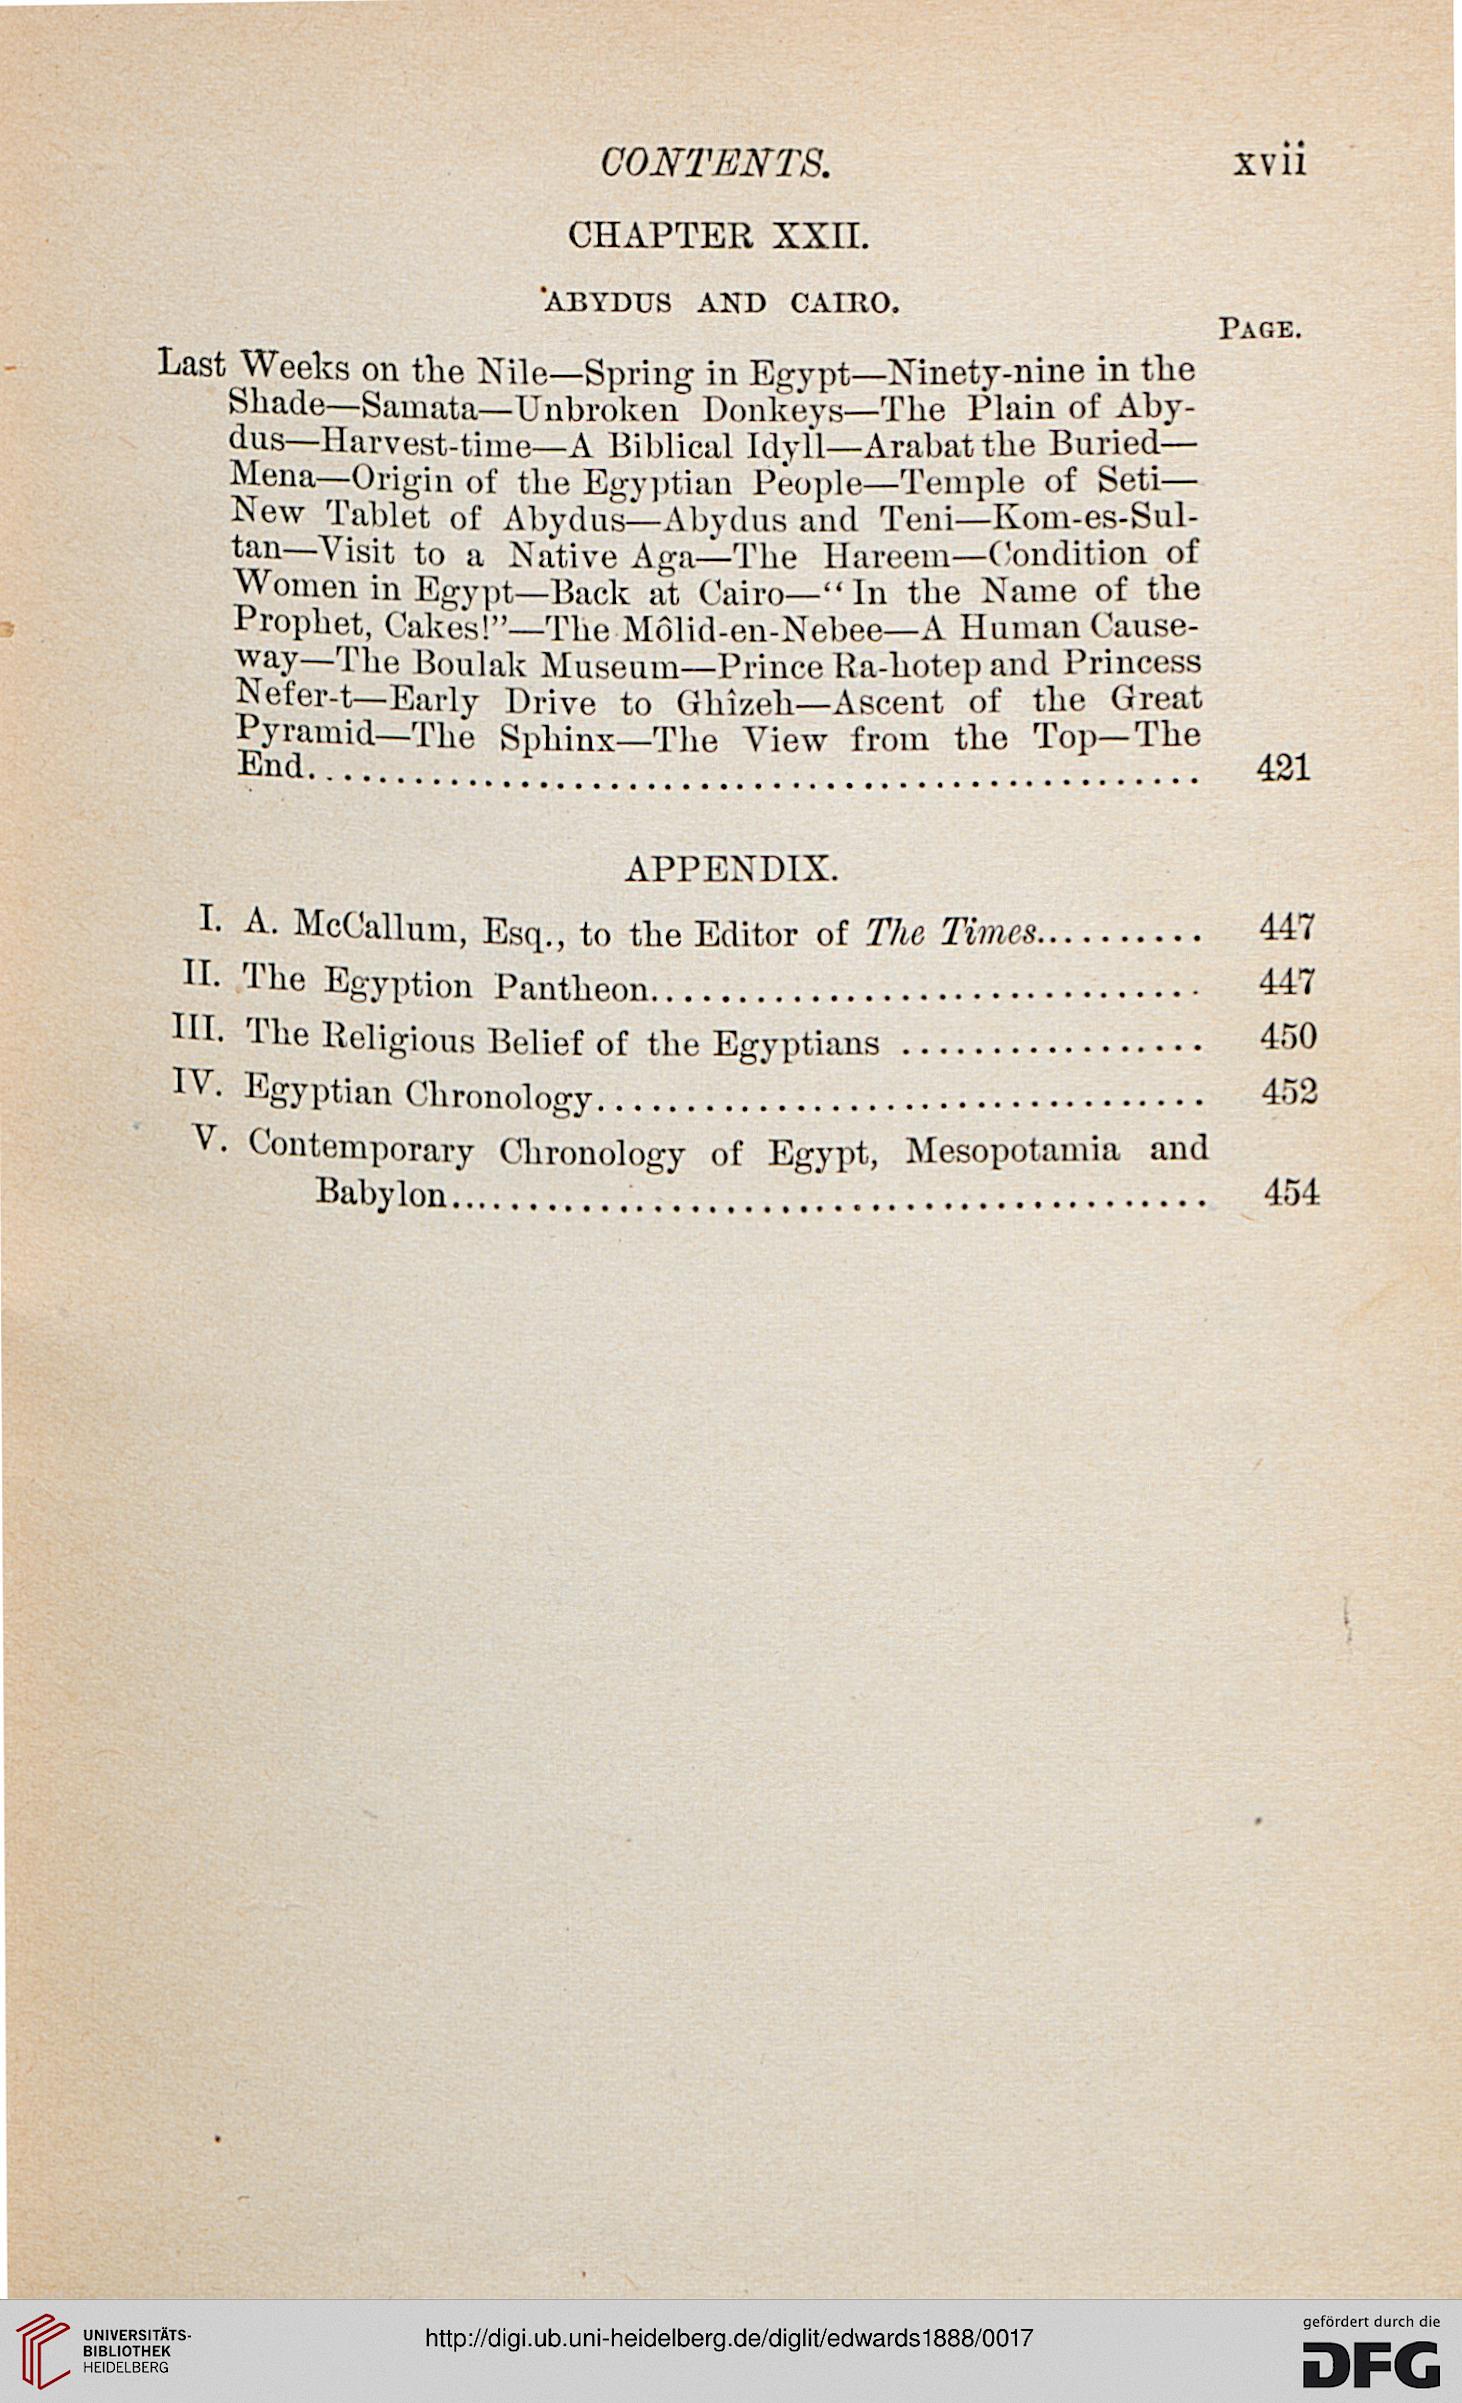 CONTENTS. xvii
CHAPTER XXII.
ABYDUS AND CAIRO.
PAGE.
Last Weeks on the Nile—Spring in Egypt—Ninety-nine in the
Shade—Samata—Unbroken Donkeys—The Plain of Aby-
dus—Harvest-time—A Biblical Idyll—Arabat the Buried—
Mena—Origin of the Egyptian People—Temple of Seti—
New Tablet of Abydus—Abydus and Teni—Kom-es-Sul-
tan—Visit to a Native Aga—The Hareem—Condition of
Women in Egypt—Back at Cairo—“In the Name of the
Prophet, Cakes!”—The Môlid-en-Nebee—A Human Cause-
way—The Boulak Museum—Prince Ra-hotep and Princess
Nefer-t—Early Drive to Ghîzeh—Ascent of the Great
Pyramid—The Sphinx—The View from the Top—The
End.................................................. 421
APPENDIX.
I. A. McCallum, Esq., to the Editor of The Times.......... 447
II. The Egyption Pantheon............................... 447
III. The Religious Belief of the Egyptians ................. 450
IV. Egyptian Chronology.................................. 452
V. Contemporary Chronology of Egypt, Mesopotamia and
Babylon........................................... 454
UNIVERSITÄTS-
BIBLIOTHEK
HEIDELBERG
http://digi.ub.uni-heidelberg.de/diglit/edwards1888/0017
gefördert durch die
DFG